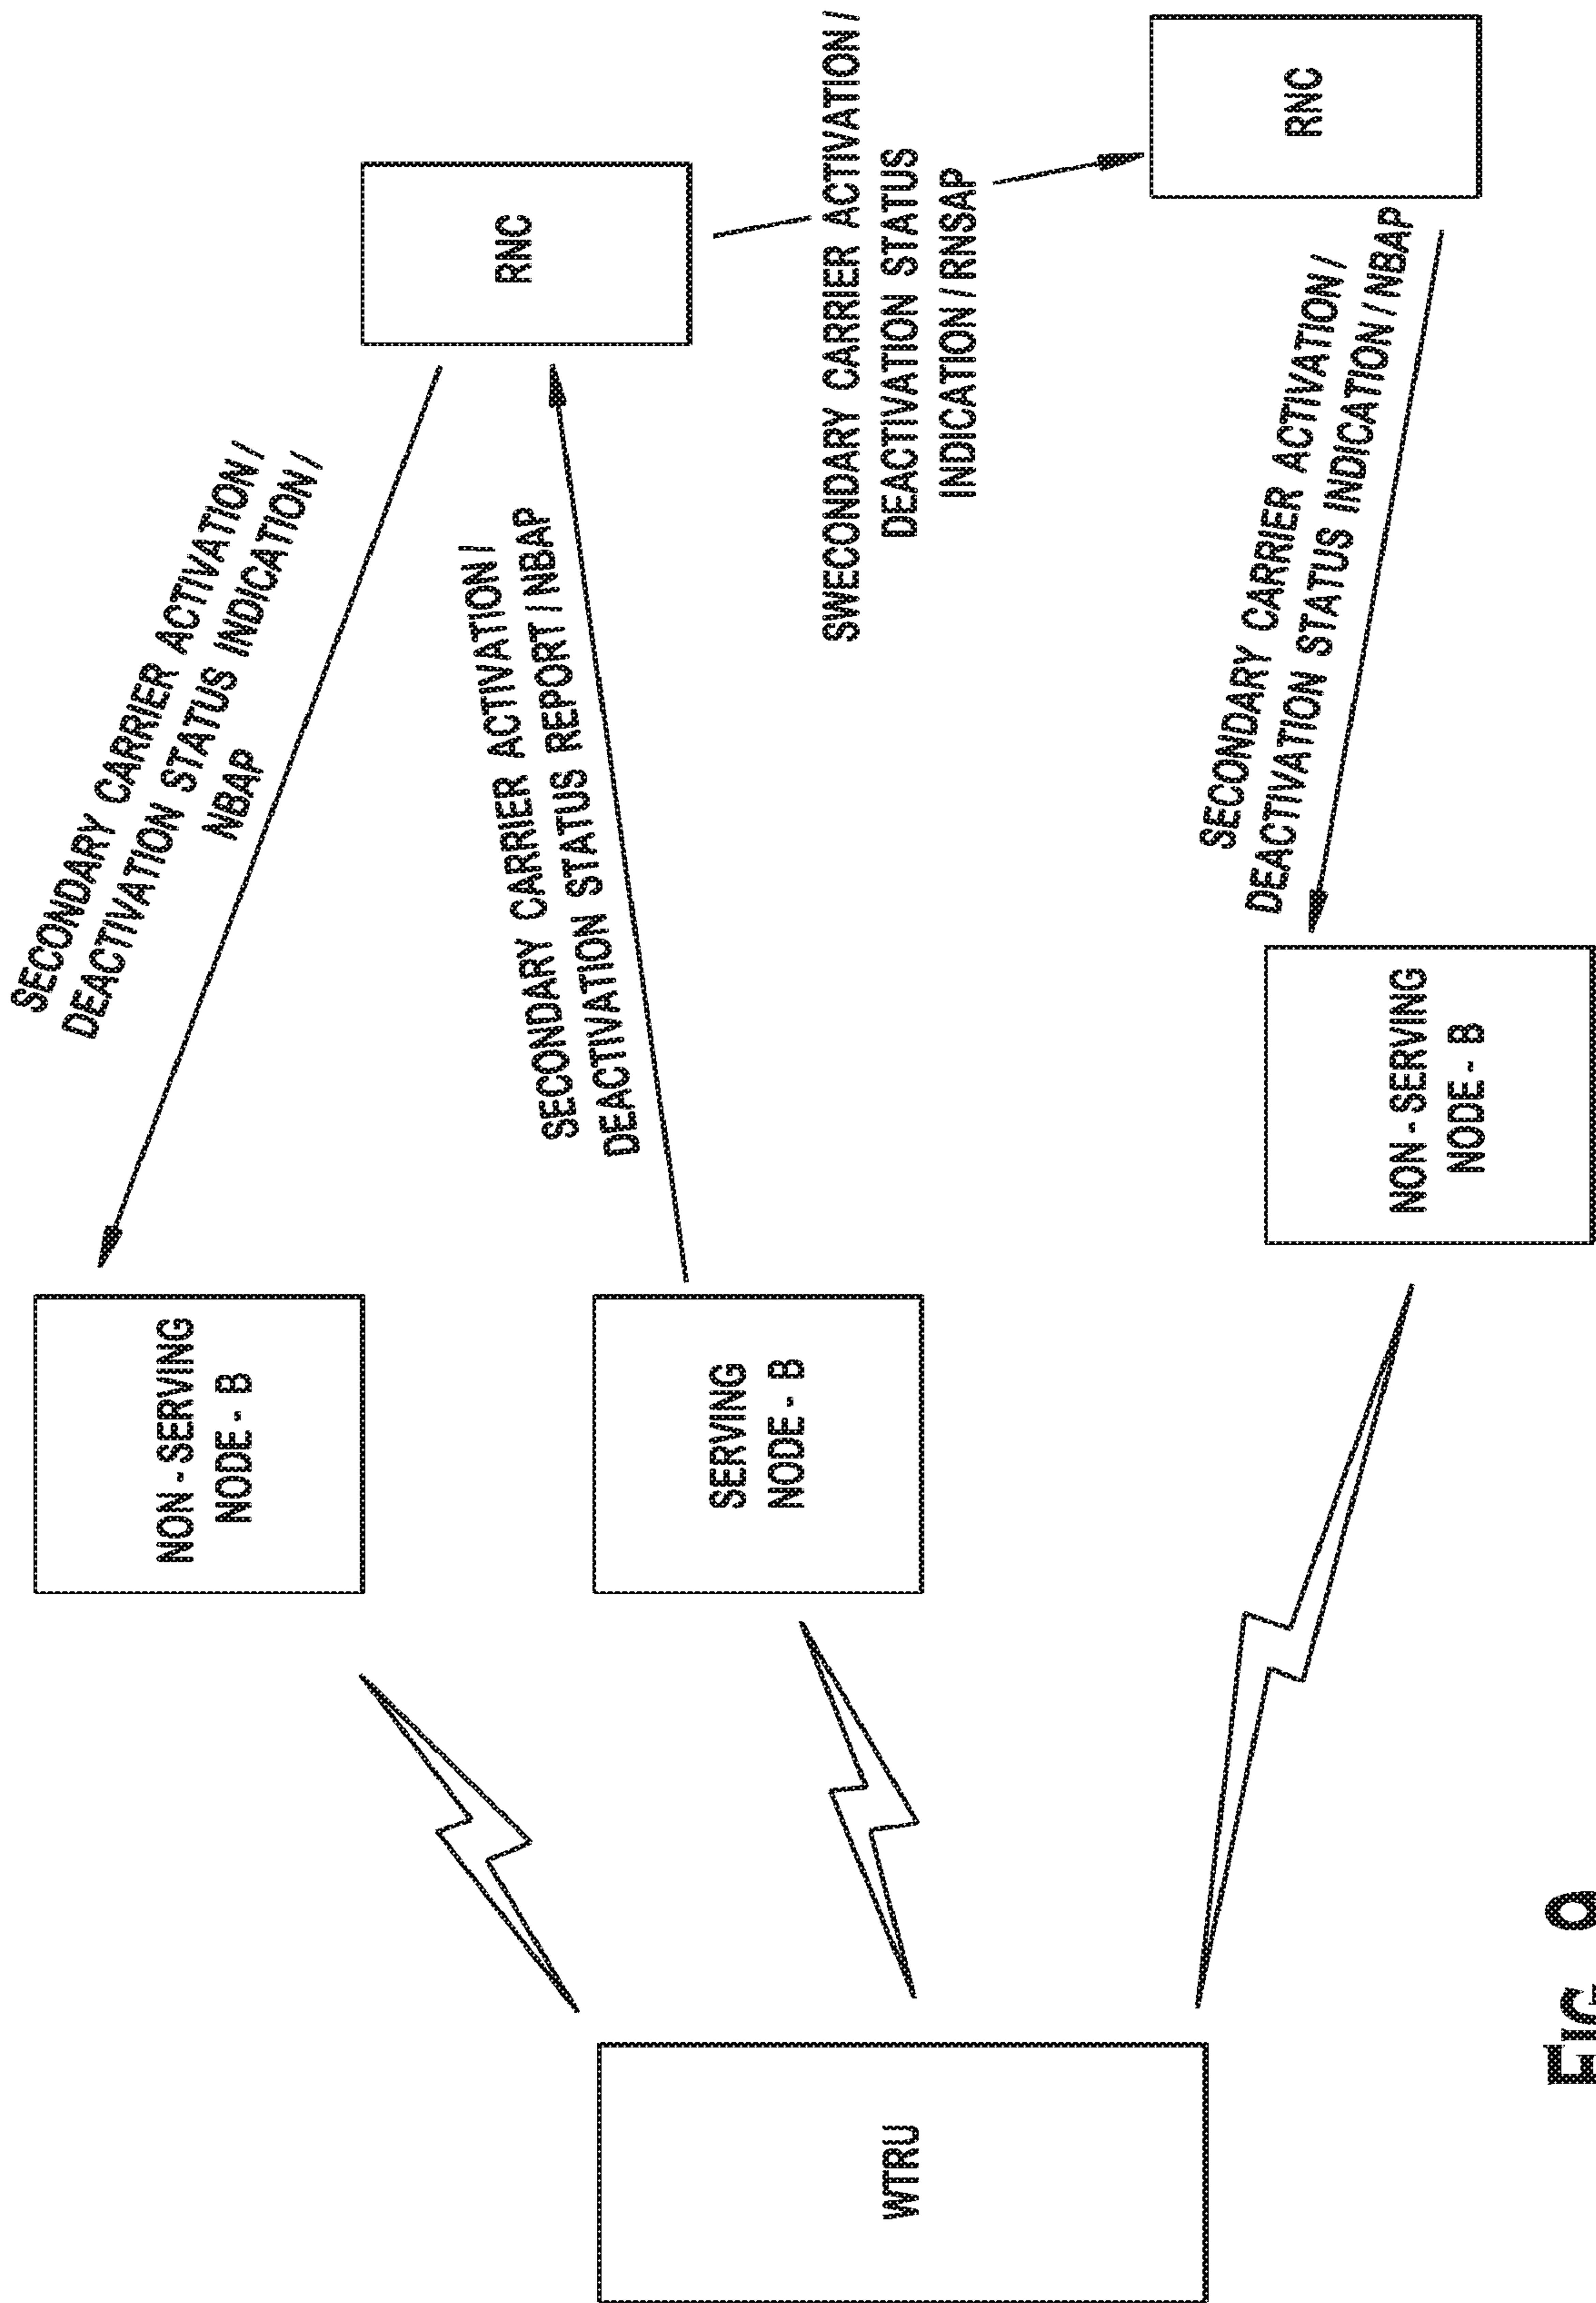 SECONDARY CARRIER ACTIVATION /
DEACTIVATION STATUS INDICATION /
NBAP
NON - SERVING
NODE - B
RNC
SECONDARY CARRIER ACTIVATION /
DEACTIVATION STATUS REPORT / NBAP
SERVING
NODE - B
WTRU
SWECONDARY CARRIER ACTIVATION /
DEACTIVATION STATUS
INDICATION / RNSAP
RNC
SECONDARY CARRIER ACTIVATION /
DEACTIVATION STATUS INDICATION / NBAP
NON - SERVING
NODE - B
FIG. 9